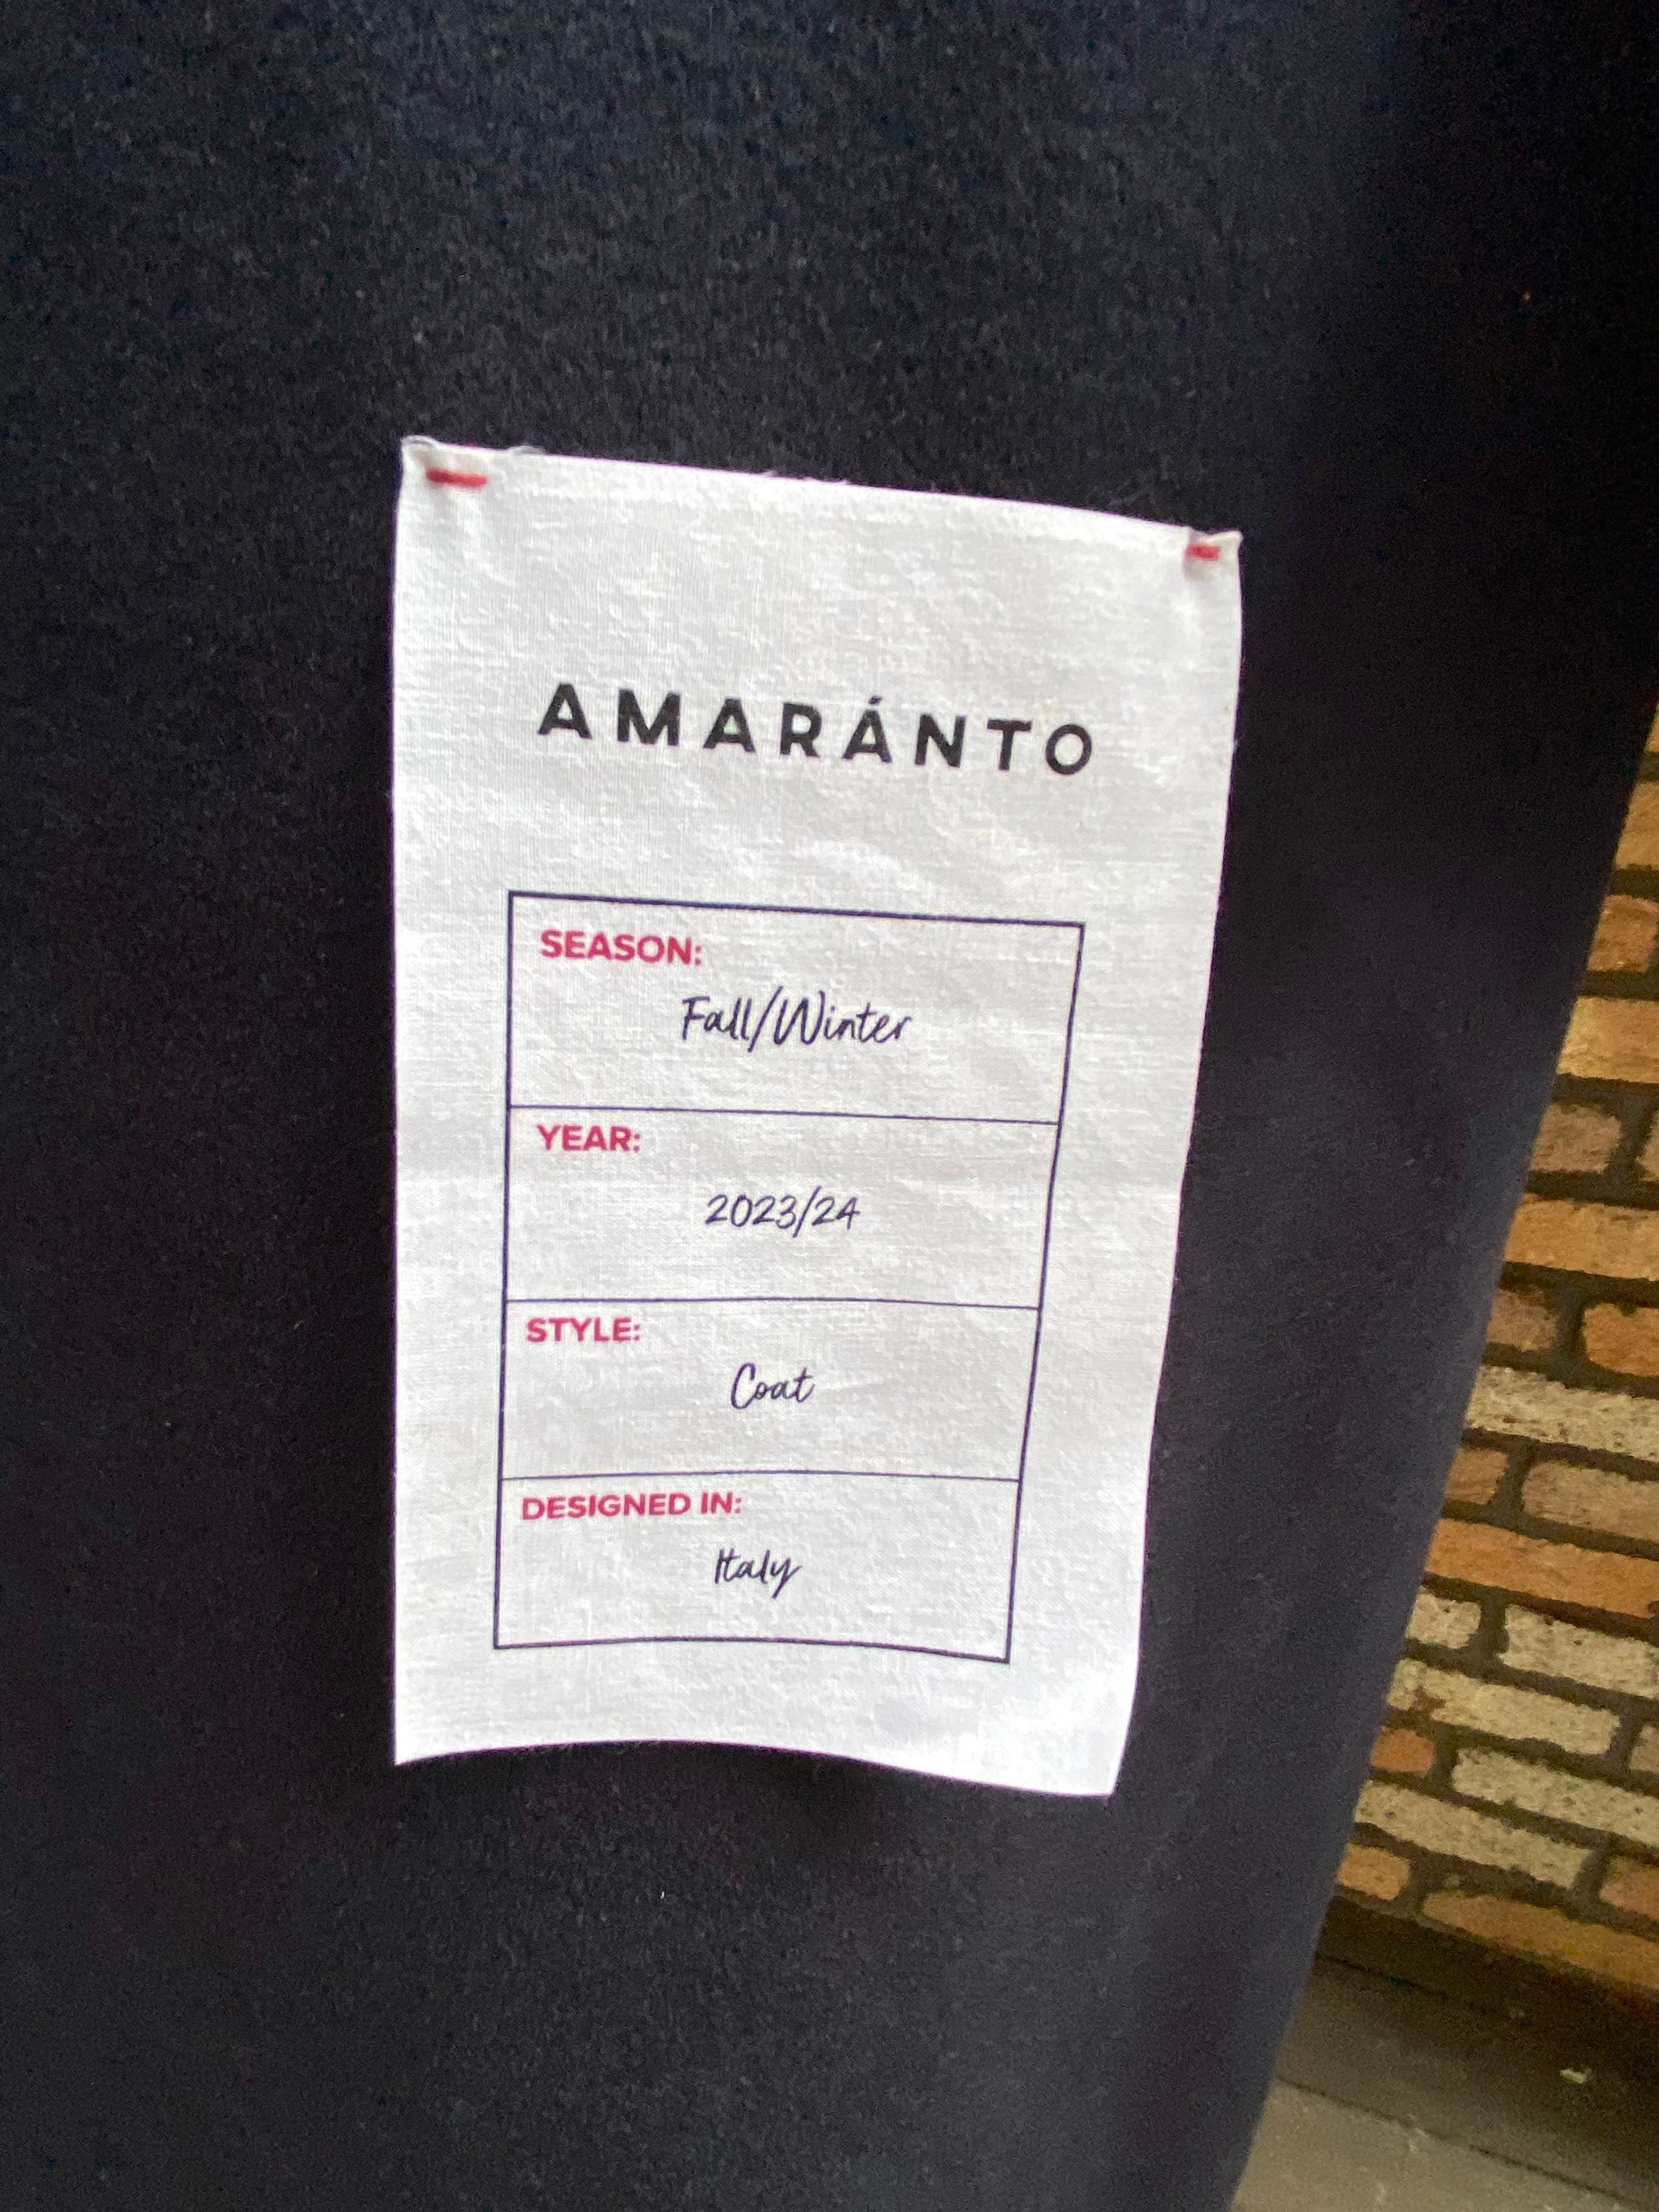 AMARÁNTO
SEASON:
Fall/Winter
YEAR:
2023/24
STYLE:
Coat
DESIGNED IN:
Italy